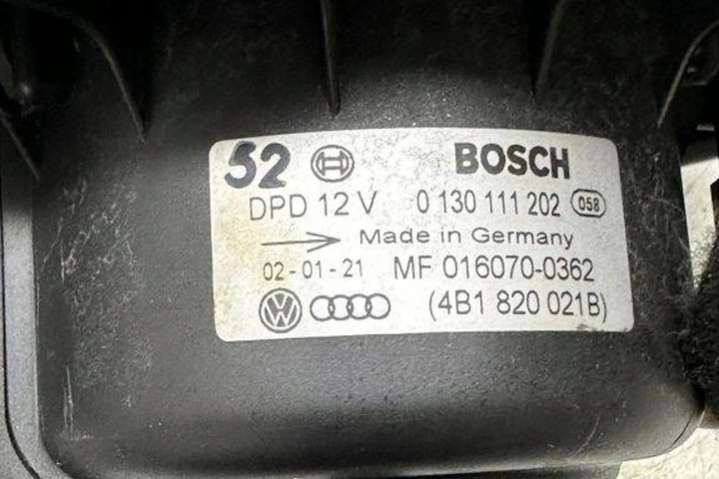 52 BOSCH
DPD 12 V 0 130 111 202 058
Made in Germany
02-01-21 MF 016070-0362
(4B1 820 021B)